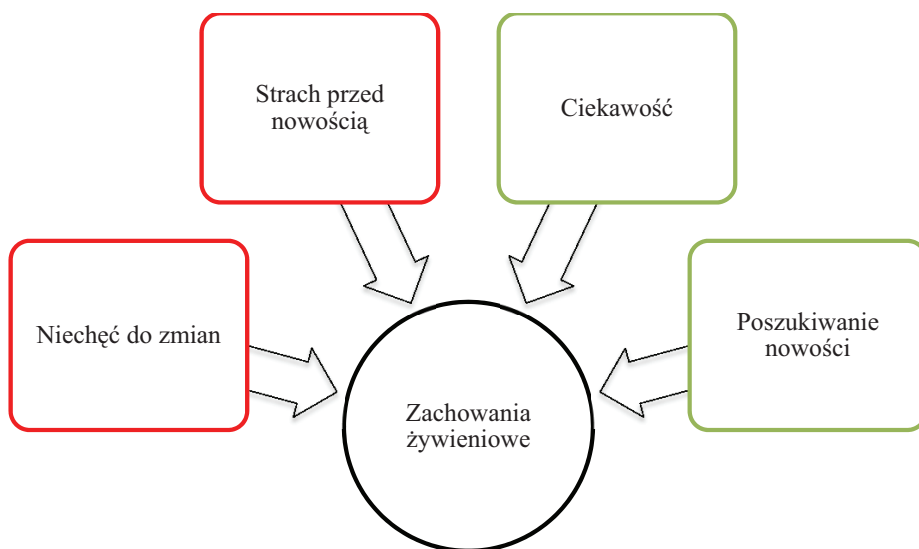 Strach przed
nowością
Ciekawość
Niechęć do zmian
Poszukiwanie
nowości
Zachowania
żywieniowe